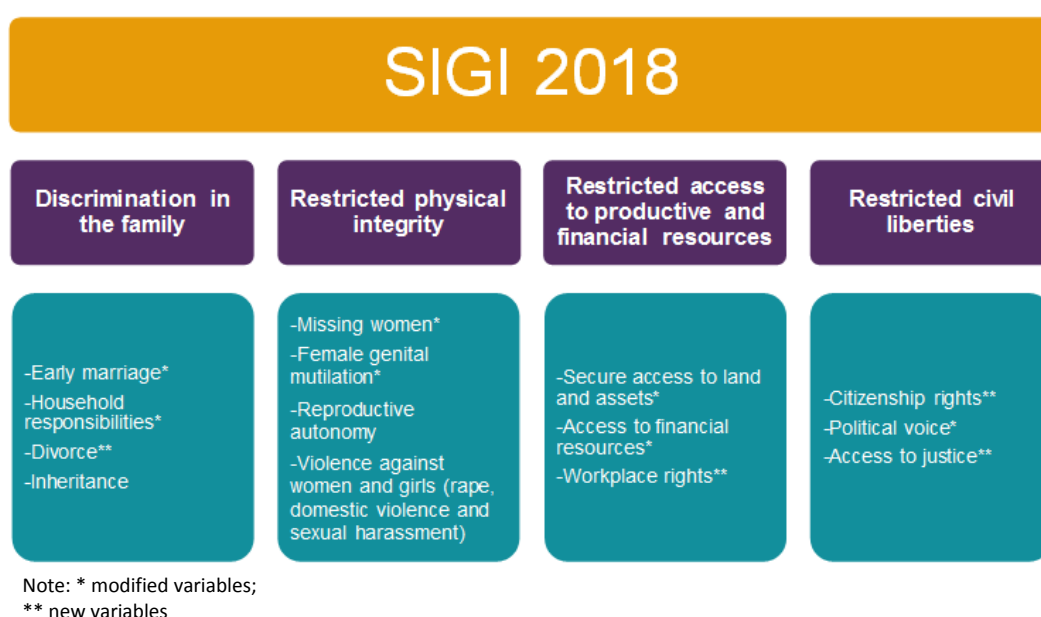 SIGI 2018
Discrimination in
the family
-Early marriage*
-Household
responsibilities*
-Divorce**
-Inheritance
Restricted physical
integrity
-Missing women*
-Female genital
mutilation*
-Reproductive
autonomy
-Violence against
women and girls (rape,
domestic violence and
sexual harassment)
Restricted access
to productive and
financial resources
-Secure access to land
and assets*
-Access to financial
resources*
-Workplace rights**
Restricted civil
liberties
-Citizenship rights**
-Political voice*
-Access to justice**
Note: * modified variables;
** new variables